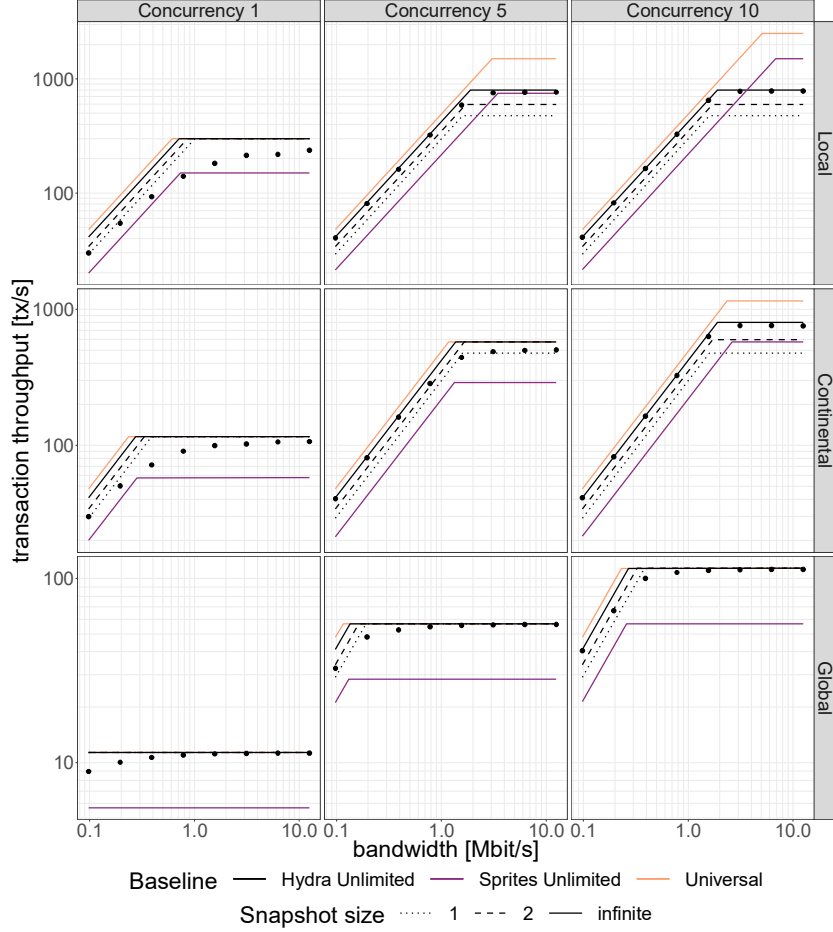 Concurrency 1 Concurrency 5 Concurrency 10
transaction throughput [tx/s]
1000
100
Local
1000
100
Continental
100
10
Global
0.1 1.0 10.0 0.1 1.0 10.0 0.1 1.0 10.0
bandwidth [Mbit/s]
Baseline Hydra Unlimited Sprites Unlimited Universal
Snapshot size 1 2 infinite